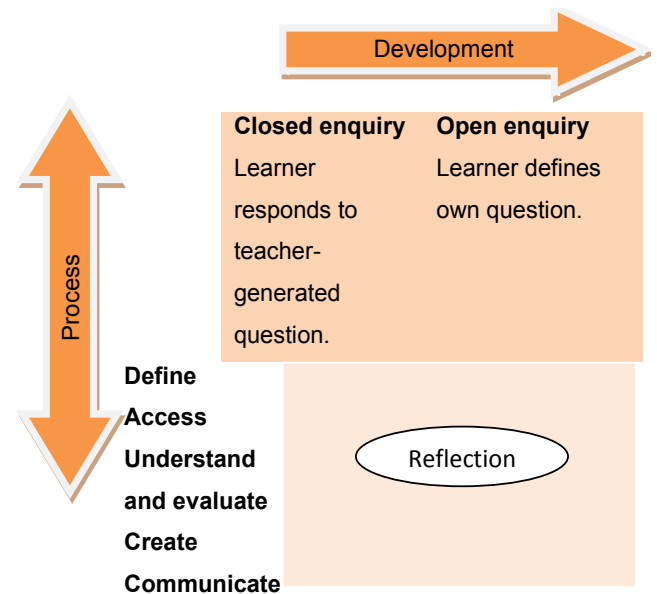 Development
Closed enquiry
Learner
responds to
teacher-
generated
question.
Open enquiry
Learner defines
own question.
Process
Define
Access
Understand
and evaluate
Create
Communicate
Reflection